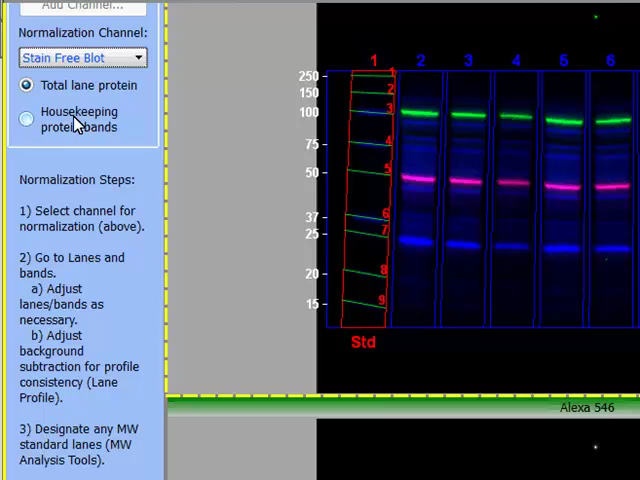 Add Channel...
Normalization Channel:
Stain Free Blot
Total lane protein
Housekeeping
protein bands
Normalization Steps:
1) Select channel for
normalization (above).
2) Go to Lanes and
bands.
a) Adjust
lanes/bands as
necessary.
b) Adjust
background
subtraction for profile
consistency (Lane
Profile).
3) Designate any MW
standard lanes (MW
Analysis Tools).
1 2 3 4 5 6
250
150
100
75
50
37
25
20
15
1
2
3
4
5
6
7
8
9
Std
Alexa 546